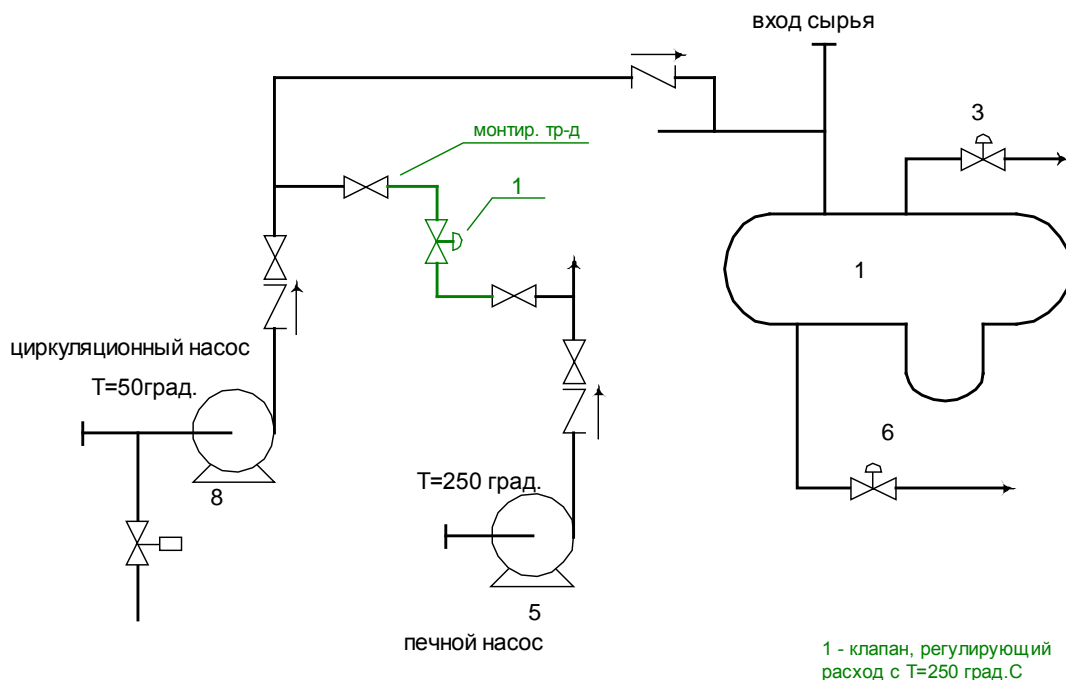 вход сырья
3
монтир. тр-д
1
1
циркуляционный насос
T=50град.
6
8
T=250 град.
5
печной насос
1 - клапан, регулирующий
расход с T=250 град.С